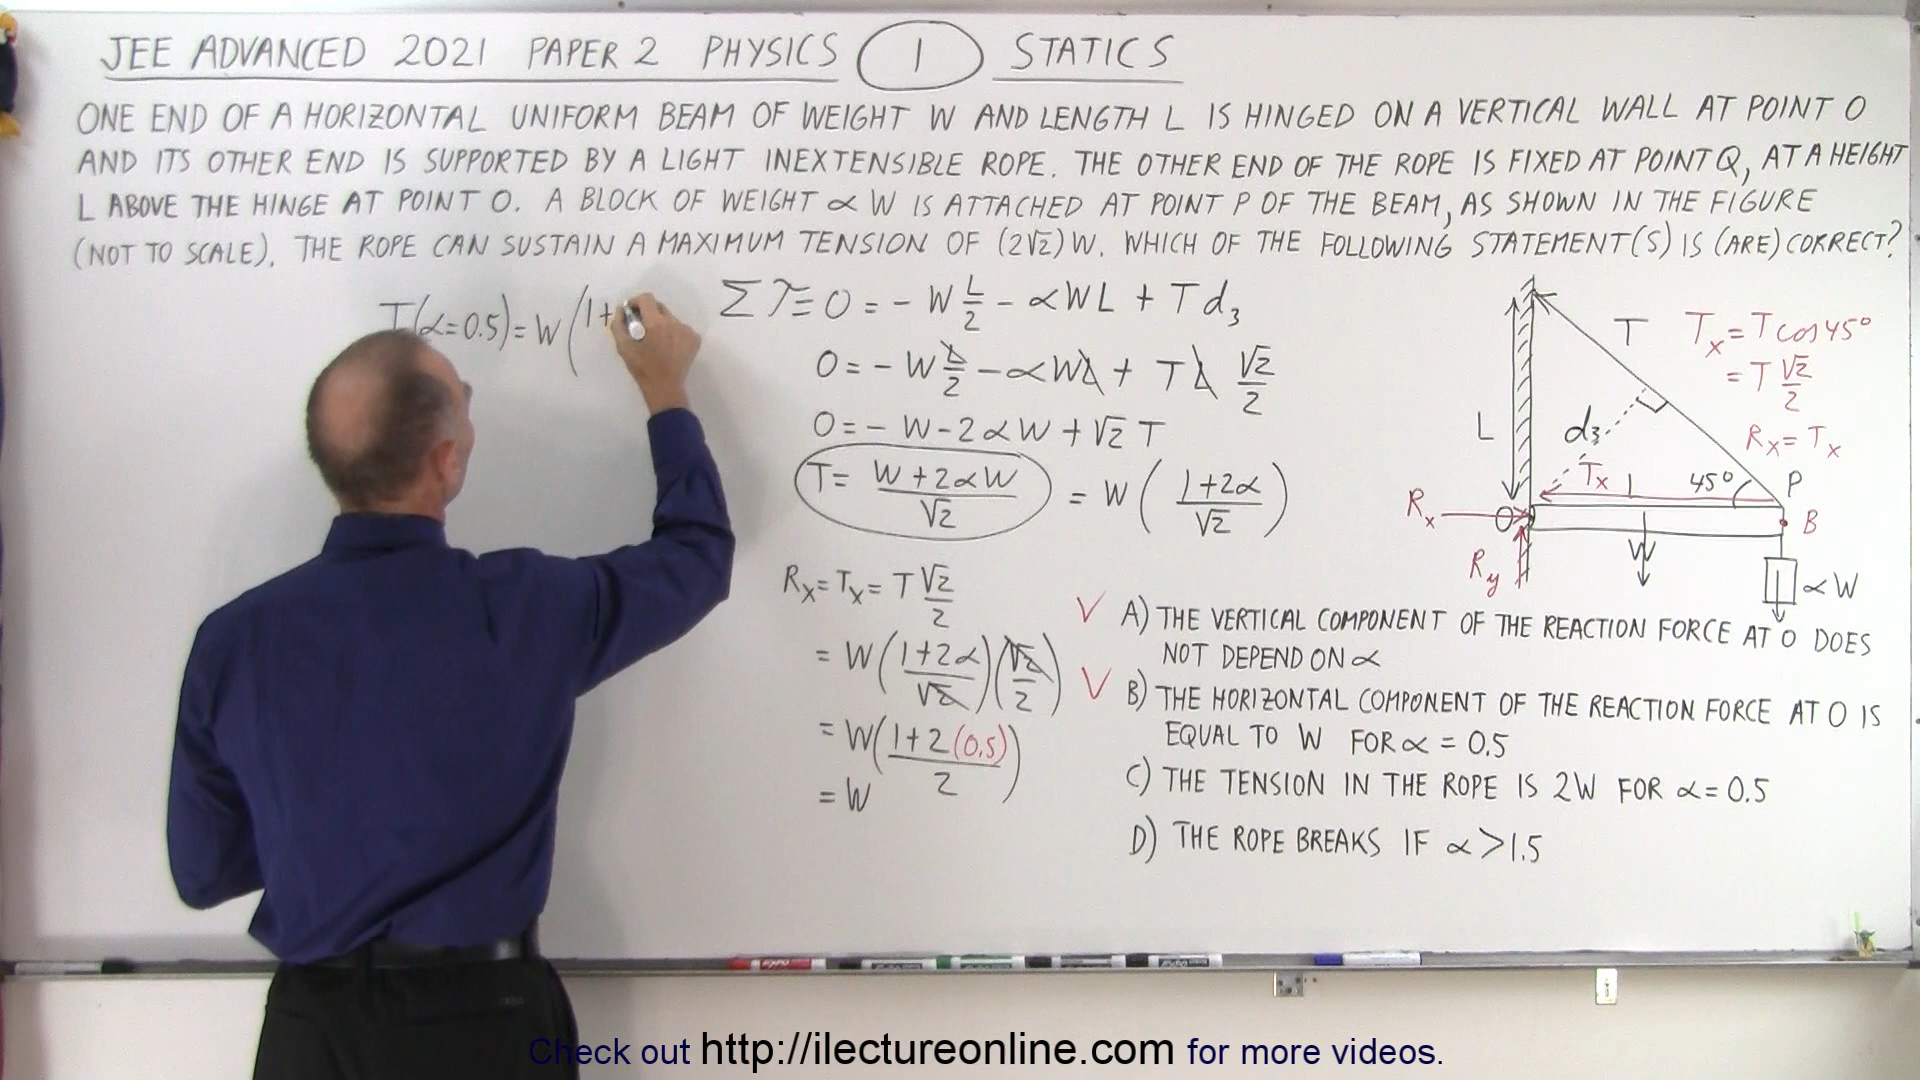 JEE ADVANCED 2021 PAPER 2 PHYSICS 1 STATICS
ONE END OF A HORIZONTAL UNIFORM BEAM OF WEIGHT W AND LENGTH L IS HINGED ON A VERTICAL WALL AT POINT O
AND ITS OTHER END IS SUPPORTED BY A LIGHT INEXTENSIBLE ROPE. THE OTHER END OF THE ROPE IS FIXED AT POINT Q, AT A HEIGHT
L ABOVE THE HINGE AT POINT O. A BLOCK OF WEIGHT ∝ W IS ATTACHED AT POINT P OF THE BEAM, AS SHOWN IN THE FIGURE
(NOT TO SCALE). THE ROPE CAN SUSTAIN A MAXIMUM TENSION OF (2√2)W. WHICH OF THE FOLLOWING STATEMENT(S) IS (ARE) CORRECT?
T(∝=0.5)= W(1+
Σ τ = 0 = - W L/2 - ∝WL + T d₃
0 = - W L/2 - ∝WL + T L √2/2
0 = - W - 2∝W + √2 T
T = (W + 2∝W)/√2 = W ( (1+2∝)/√2 )
Rx = Tx = T √2/2
= W( (1+2∝)/√2 )( √2/2 )
= W( (1+2(0.5))/2 )
= W
T
Tx = T cos45°
= T √2/2
Rx = Tx
L
d₃
Tx
45°
P
Rx
O
B
Ry
W
∝ W
√ A) THE VERTICAL COMPONENT OF THE REACTION FORCE AT O DOES
NOT DEPEND ON ∝
√ B) THE HORIZONTAL COMPONENT OF THE REACTION FORCE AT O IS
EQUAL TO W FOR ∝ = 0.5
C) THE TENSION IN THE ROPE IS 2W FOR ∝ = 0.5
D) THE ROPE BREAKS IF ∝ > 1.5
EXPO
Check out http://ilectureonline.com for more videos.